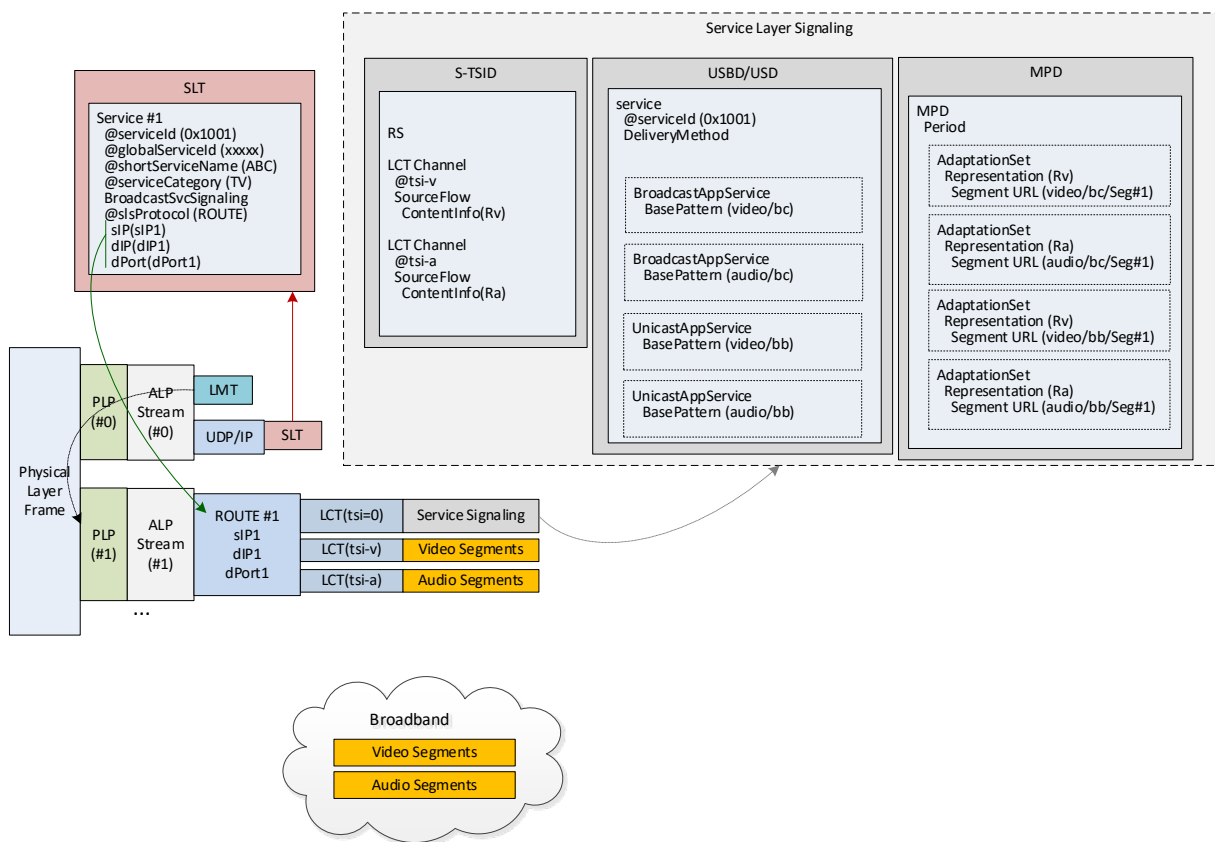 Service Layer Signaling
SLT
Service #1
@serviceId (0x1001)
@globalServiceId (xxxxx)
@shortServiceName (ABC)
@serviceCategory (TV)
BroadcastSvcSignaling
@slsProtocol (ROUTE)
sIP(sIP1)
dIP(dIP1)
dPort(dPort1)
S-TSID
RS
LCT Channel
@tsi-v
SourceFlow
ContentInfo(Rv)
LCT Channel
@tsi-a
SourceFlow
ContentInfo(Ra)
USBD/USD
service
@serviceId (0x1001)
DeliveryMethod
BroadcastAppService
BasePattern (video/bc)
BroadcastAppService
BasePattern (audio/bc)
UnicastAppService
BasePattern (video/bb)
UnicastAppService
BasePattern (audio/bb)
MPD
MPD
Period
AdaptationSet
Representation (Rv)
Segment URL (video/bc/Seg#1)
AdaptationSet
Representation (Ra)
Segment URL (audio/bc/Seg#1)
AdaptationSet
Representation (Rv)
Segment URL (video/bb/Seg#1)
AdaptationSet
Representation (Ra)
Segment URL (audio/bb/Seg#1)
Physical
Layer
Frame
PLP
(#0)
ALP
Stream
(#0)
LMT
UDP/IP
SLT
PLP
(#1)
ALP
Stream
(#1)
ROUTE #1
sIP1
dIP1
dPort1
LCT(tsi=0)
Service Signaling
LCT(tsi-v)
Video Segments
LCT(tsi-a)
Audio Segments
...
Broadband
Video Segments
Audio Segments